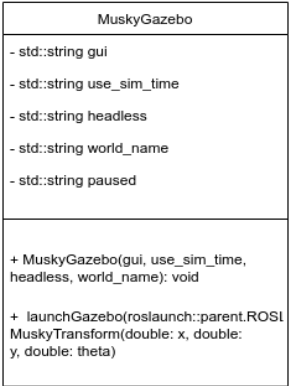 MuskyGazebo
- std::string gui
- std::string use_sim_time
- std::string headless
- std::string world_name
- std::string paused
+ MuskyGazebo(gui, use_sim_time,
headless, world_name): void
+ launchGazebo(roslaunch::parent.ROSL
MuskyTransform(double: x, double:
y, double: theta)